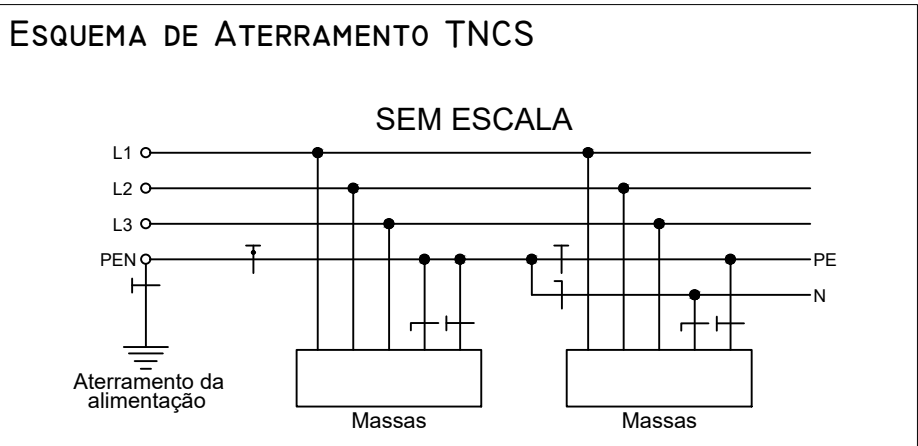 ESQUEMA DE ATERRAMENTO TNCS
SEM ESCALA
L1
L2
L3
PEN
PE
N
Aterramento da
alimentação
Massas
Massas